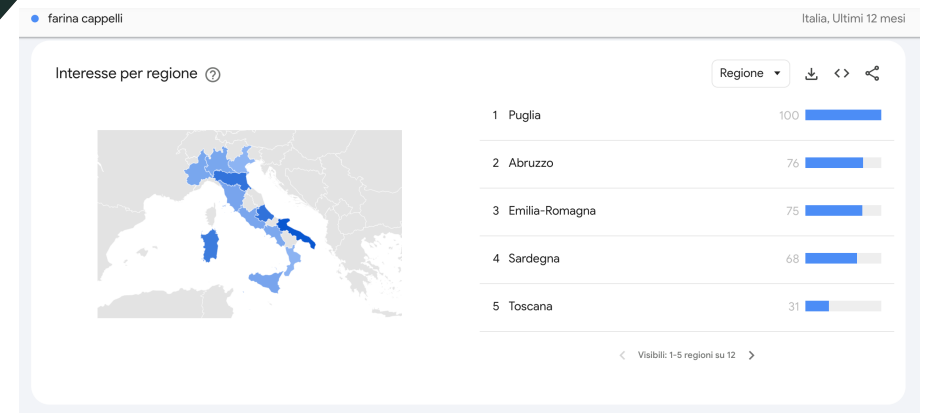 farina cappelli
Italia, Ultimi 12 mesi
Interesse per regione
Regione
1 Puglia 100
2 Abruzzo 76
3 Emilia-Romagna 75
4 Sardegna 68
5 Toscana 31
Visibili: 1-5 regioni su 12